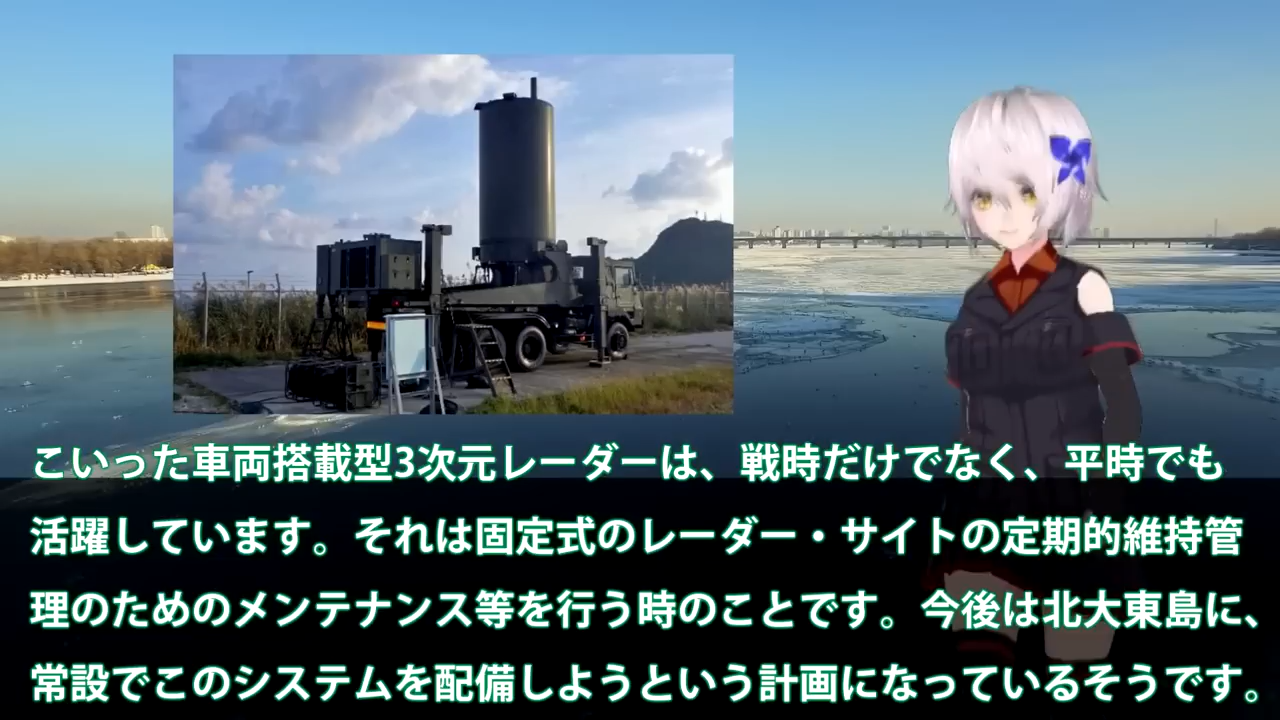 こいった車両搭載型3次元レーダーは、戦時だけでなく、平時でも
活躍しています。それは固定式のレーダー・サイトの定期的維持管
理のためのメンテナンス等を行う時のことです。今後は北大東島に、
常設でこのシステムを配備しようという計画になっているそうです。